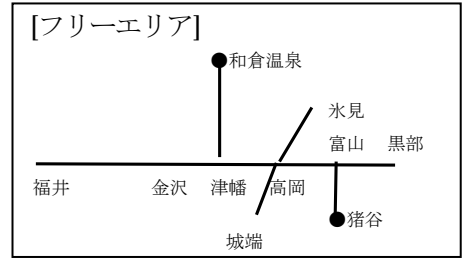 [フリーエリア]
和倉温泉
氷見
富山 黒部
福井 金沢 津幡 高岡
猪谷
城端